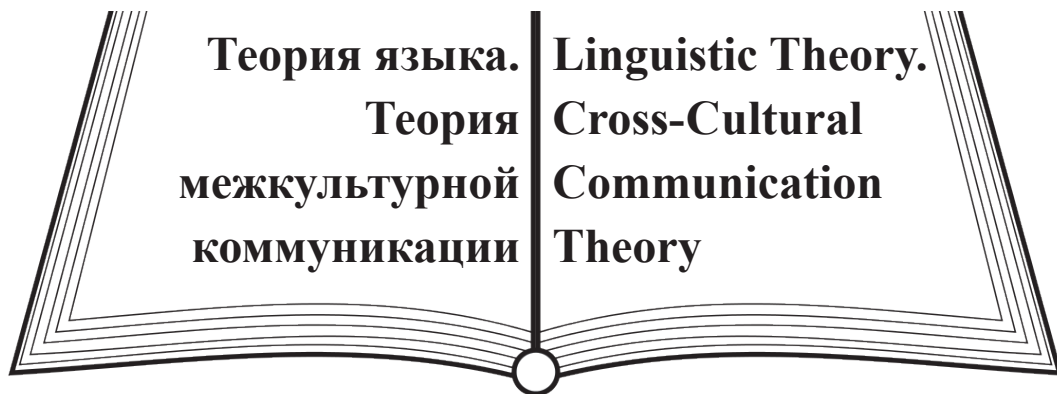 Теория языка.
Теория
межкультурной
коммуникации
Linguistic Theory.
Cross-Cultural
Communication
Theory